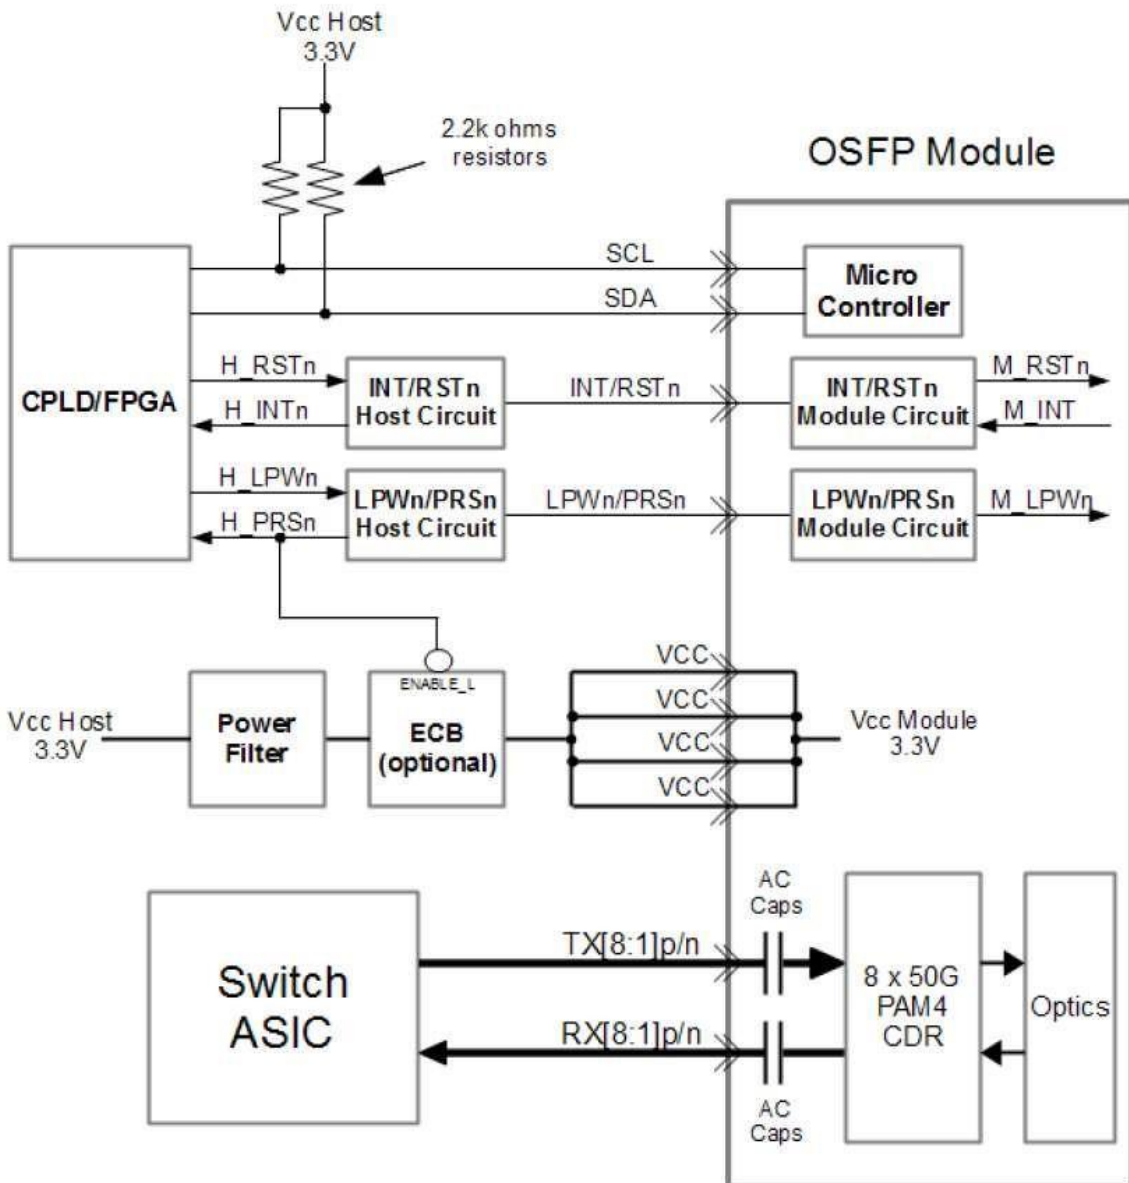 Vcc Host
3.3V
2.2k ohms
resistors
OSFP Module
SCL
SDA
Micro
Controller
CPLD/FPGA
H_RSTn
H_INTn
INT/RSTn
Host Circuit
INT/RSTn
INT/RSTn
Module Circuit
M_RSTn
M_INT
H_LPWn
H_PRSn
LPWn/PRSn
Host Circuit
LPWn/PRSn
LPWn/PRSn
Module Circuit
M_LPWn
Vcc Host
3.3V
Power
Filter
ENABLE_L
ECB
(optional)
VCC
VCC
VCC
VCC
Vcc Module
3.3V
Switch
ASIC
TX[8:1]p/n
RX[8:1]p/n
AC
Caps
AC
Caps
8 x 50G
PAM4
CDR
Optics